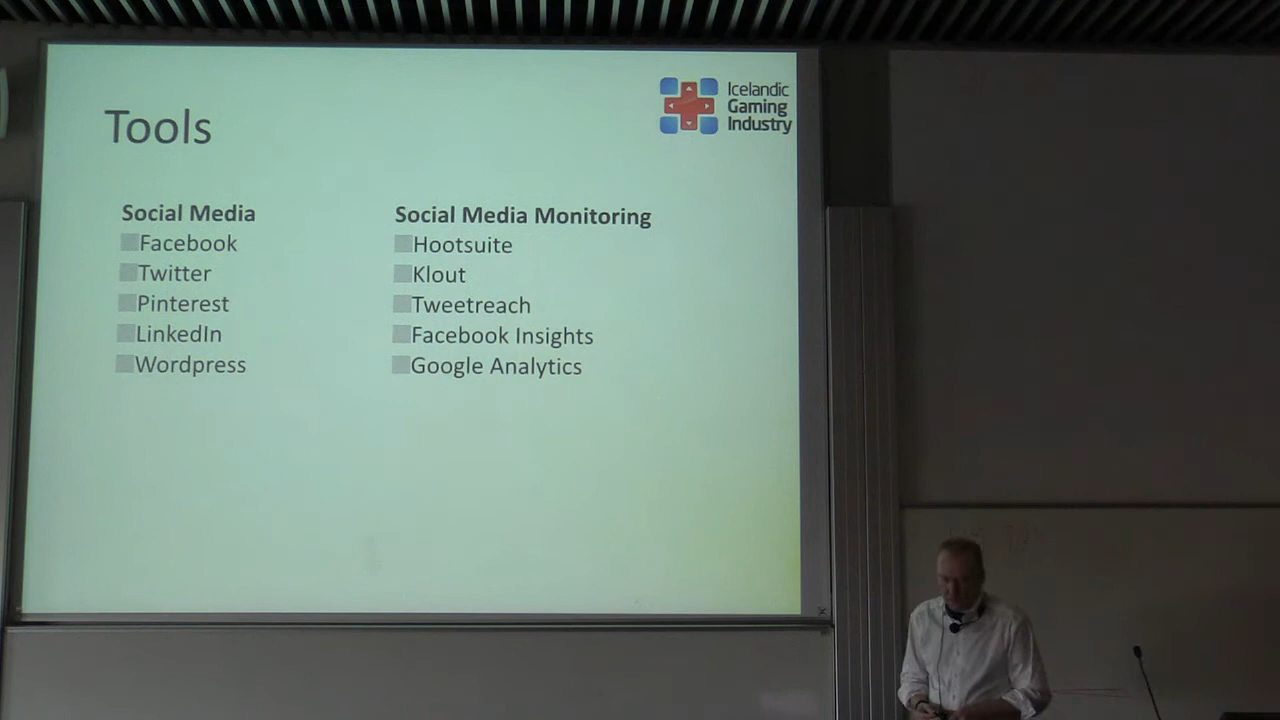 Tools
Icelandic
Gaming
Industry
Social Media
Facebook
Twitter
Pinterest
LinkedIn
Wordpress
Social Media Monitoring
Hootsuite
Klout
Tweetreach
Facebook Insights
Google Analytics